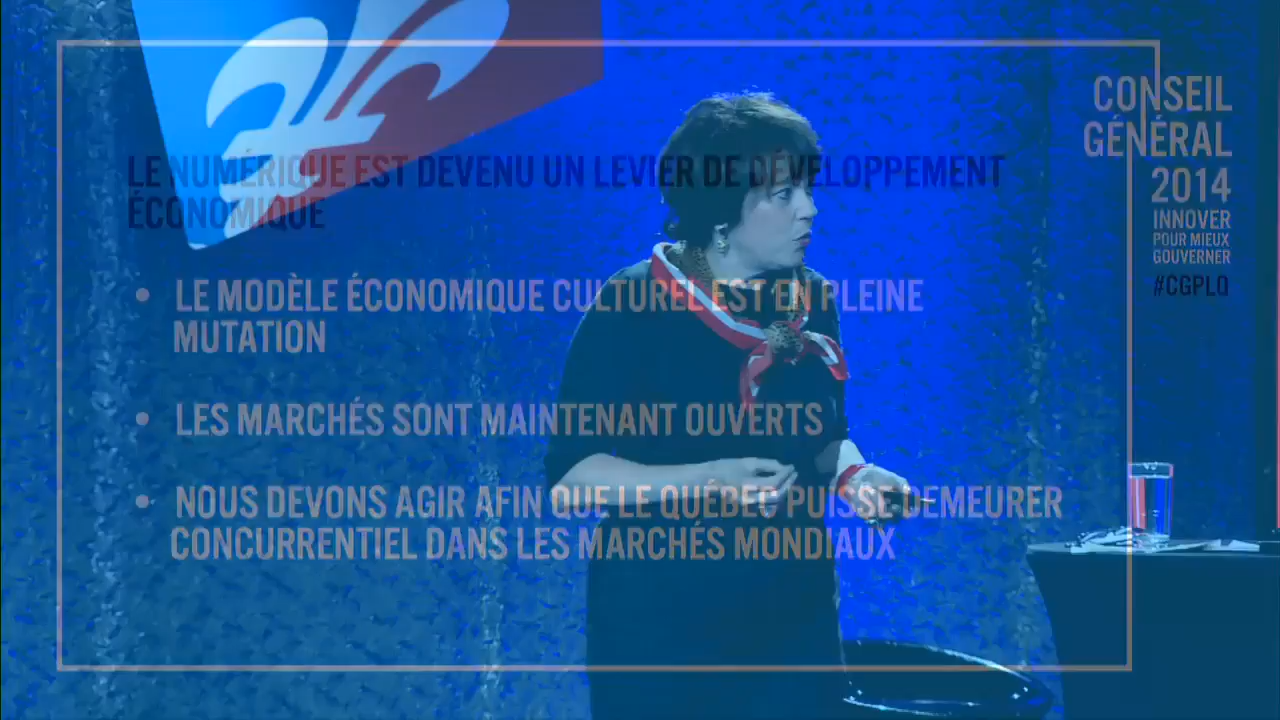 LE NUMÉRIQUE EST DEVENU UN LEVIER DE DÉVELOPPEMENT
ÉCONOMIQUE
• LE MODÈLE ÉCONOMIQUE CULTUREL EST EN PLEINE
MUTATION
• LES MARCHÉS SONT MAINTENANT OUVERTS
• NOUS DEVONS AGIR AFIN QUE LE QUÉBEC PUISSE DEMEURER
CONCURRENTIEL DANS LES MARCHÉS MONDIAUX
CONSEIL
GÉNÉRAL
2014
INNOVER
POUR MIEUX
GOUVERNER
#CGPLQ